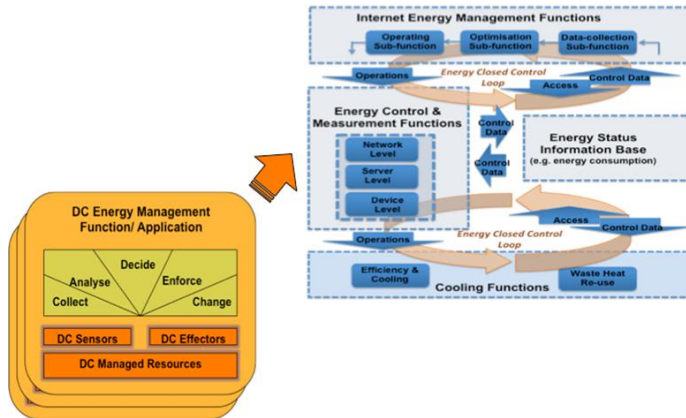 Internet Energy Management Functions
Operating
Sub-function
Optimisation
Sub-function
Data-collection
Sub-function
Operations
Energy Closed Control
Loop
Access
Control Data
Energy Control &
Measurement Functions
Network
Level
Server
Level
Device
Level
Control
Data
Control
Data
Energy Status
Information Base
(e.g. energy consumption)
Operations
Energy Closed Control
Loop
Access
Control Data
Efficiency &
Cooling
Waste Heat
Re-use
Cooling Functions
DC Energy Management
Function/ Application
Collect
Analyse
Decide
Enforce
Change
DC Sensors
DC Effectors
DC Managed Resources